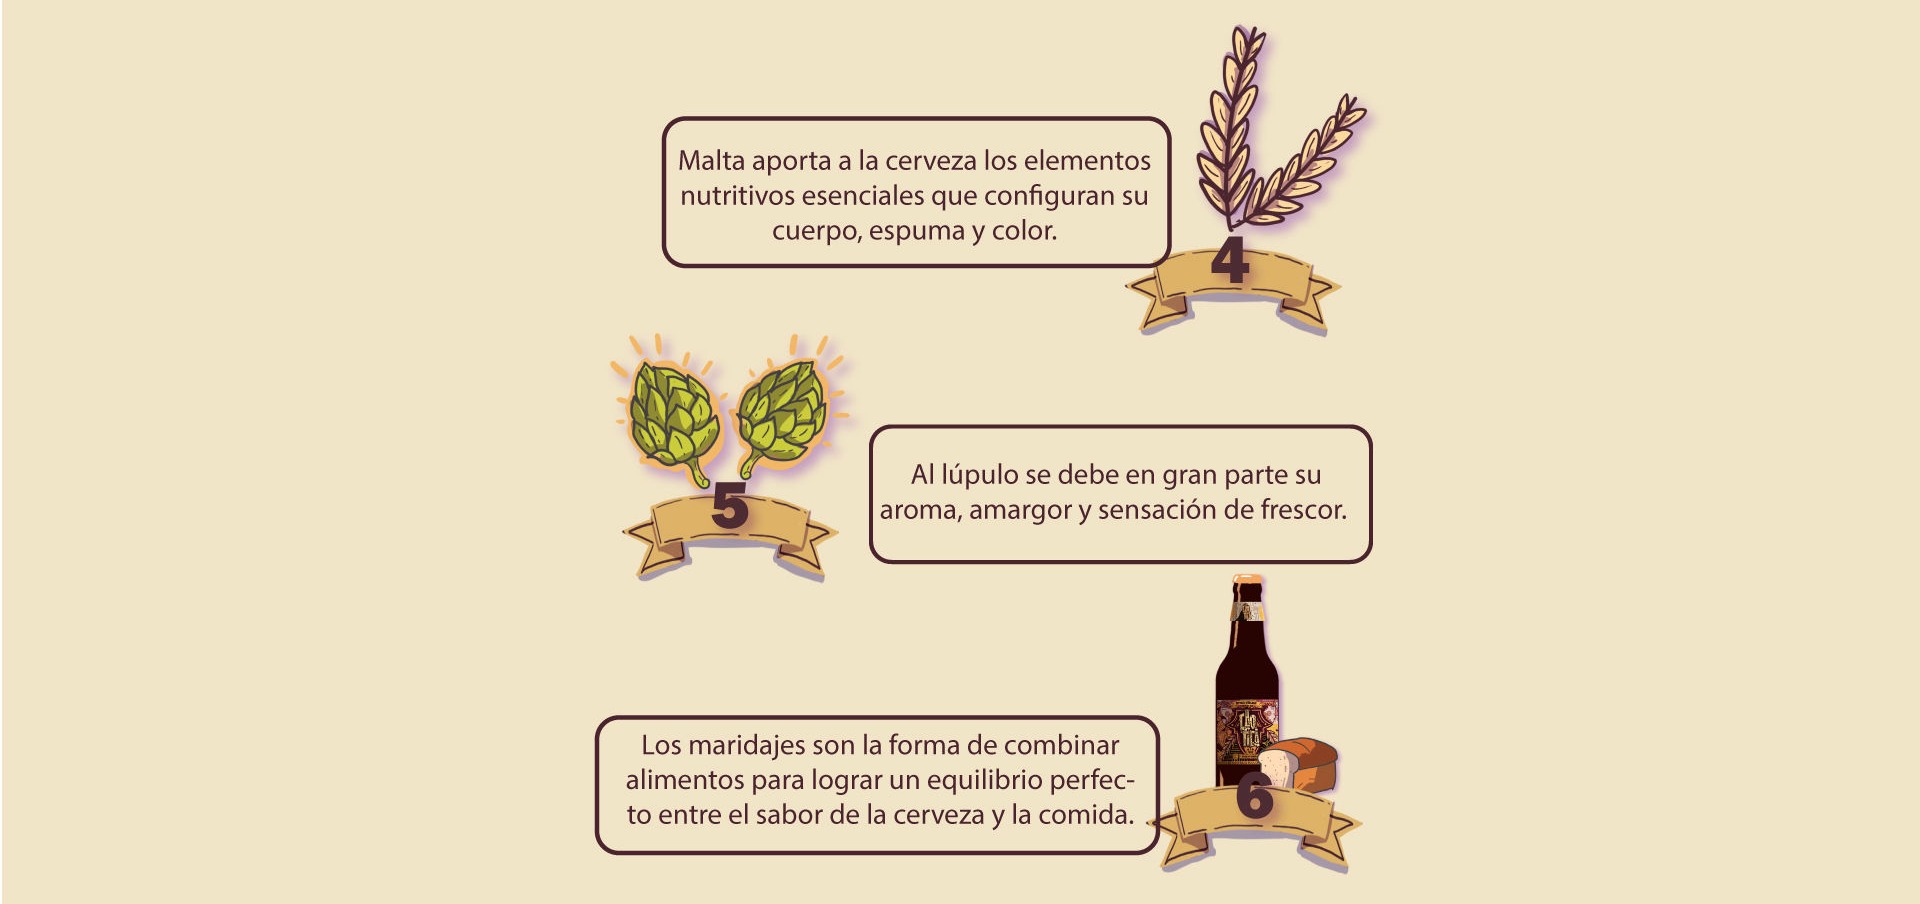 Malta aporta a la cerveza los elementos
nutritivos esenciales que configuran su
cuerpo, espuma y color.
4
5
Al lúpulo se debe en gran parte su
aroma, amargor y sensación de frescor.
Los maridajes son la forma de combinar
alimentos para lograr un equilibrio perfec-
to entre el sabor de la cerveza y la comida.
6